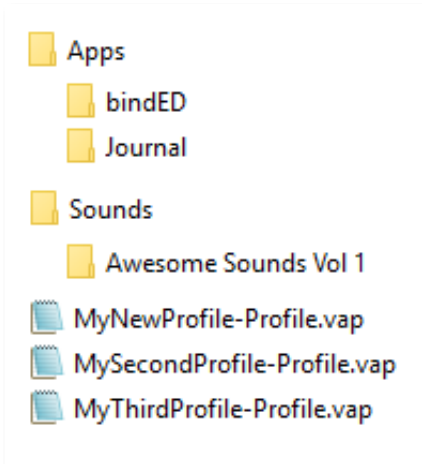 Apps
bindED
Journal
Sounds
Awesome Sounds Vol 1
MyNewProfile-Profile.vap
MySecondProfile-Profile.vap
MyThirdProfile-Profile.vap